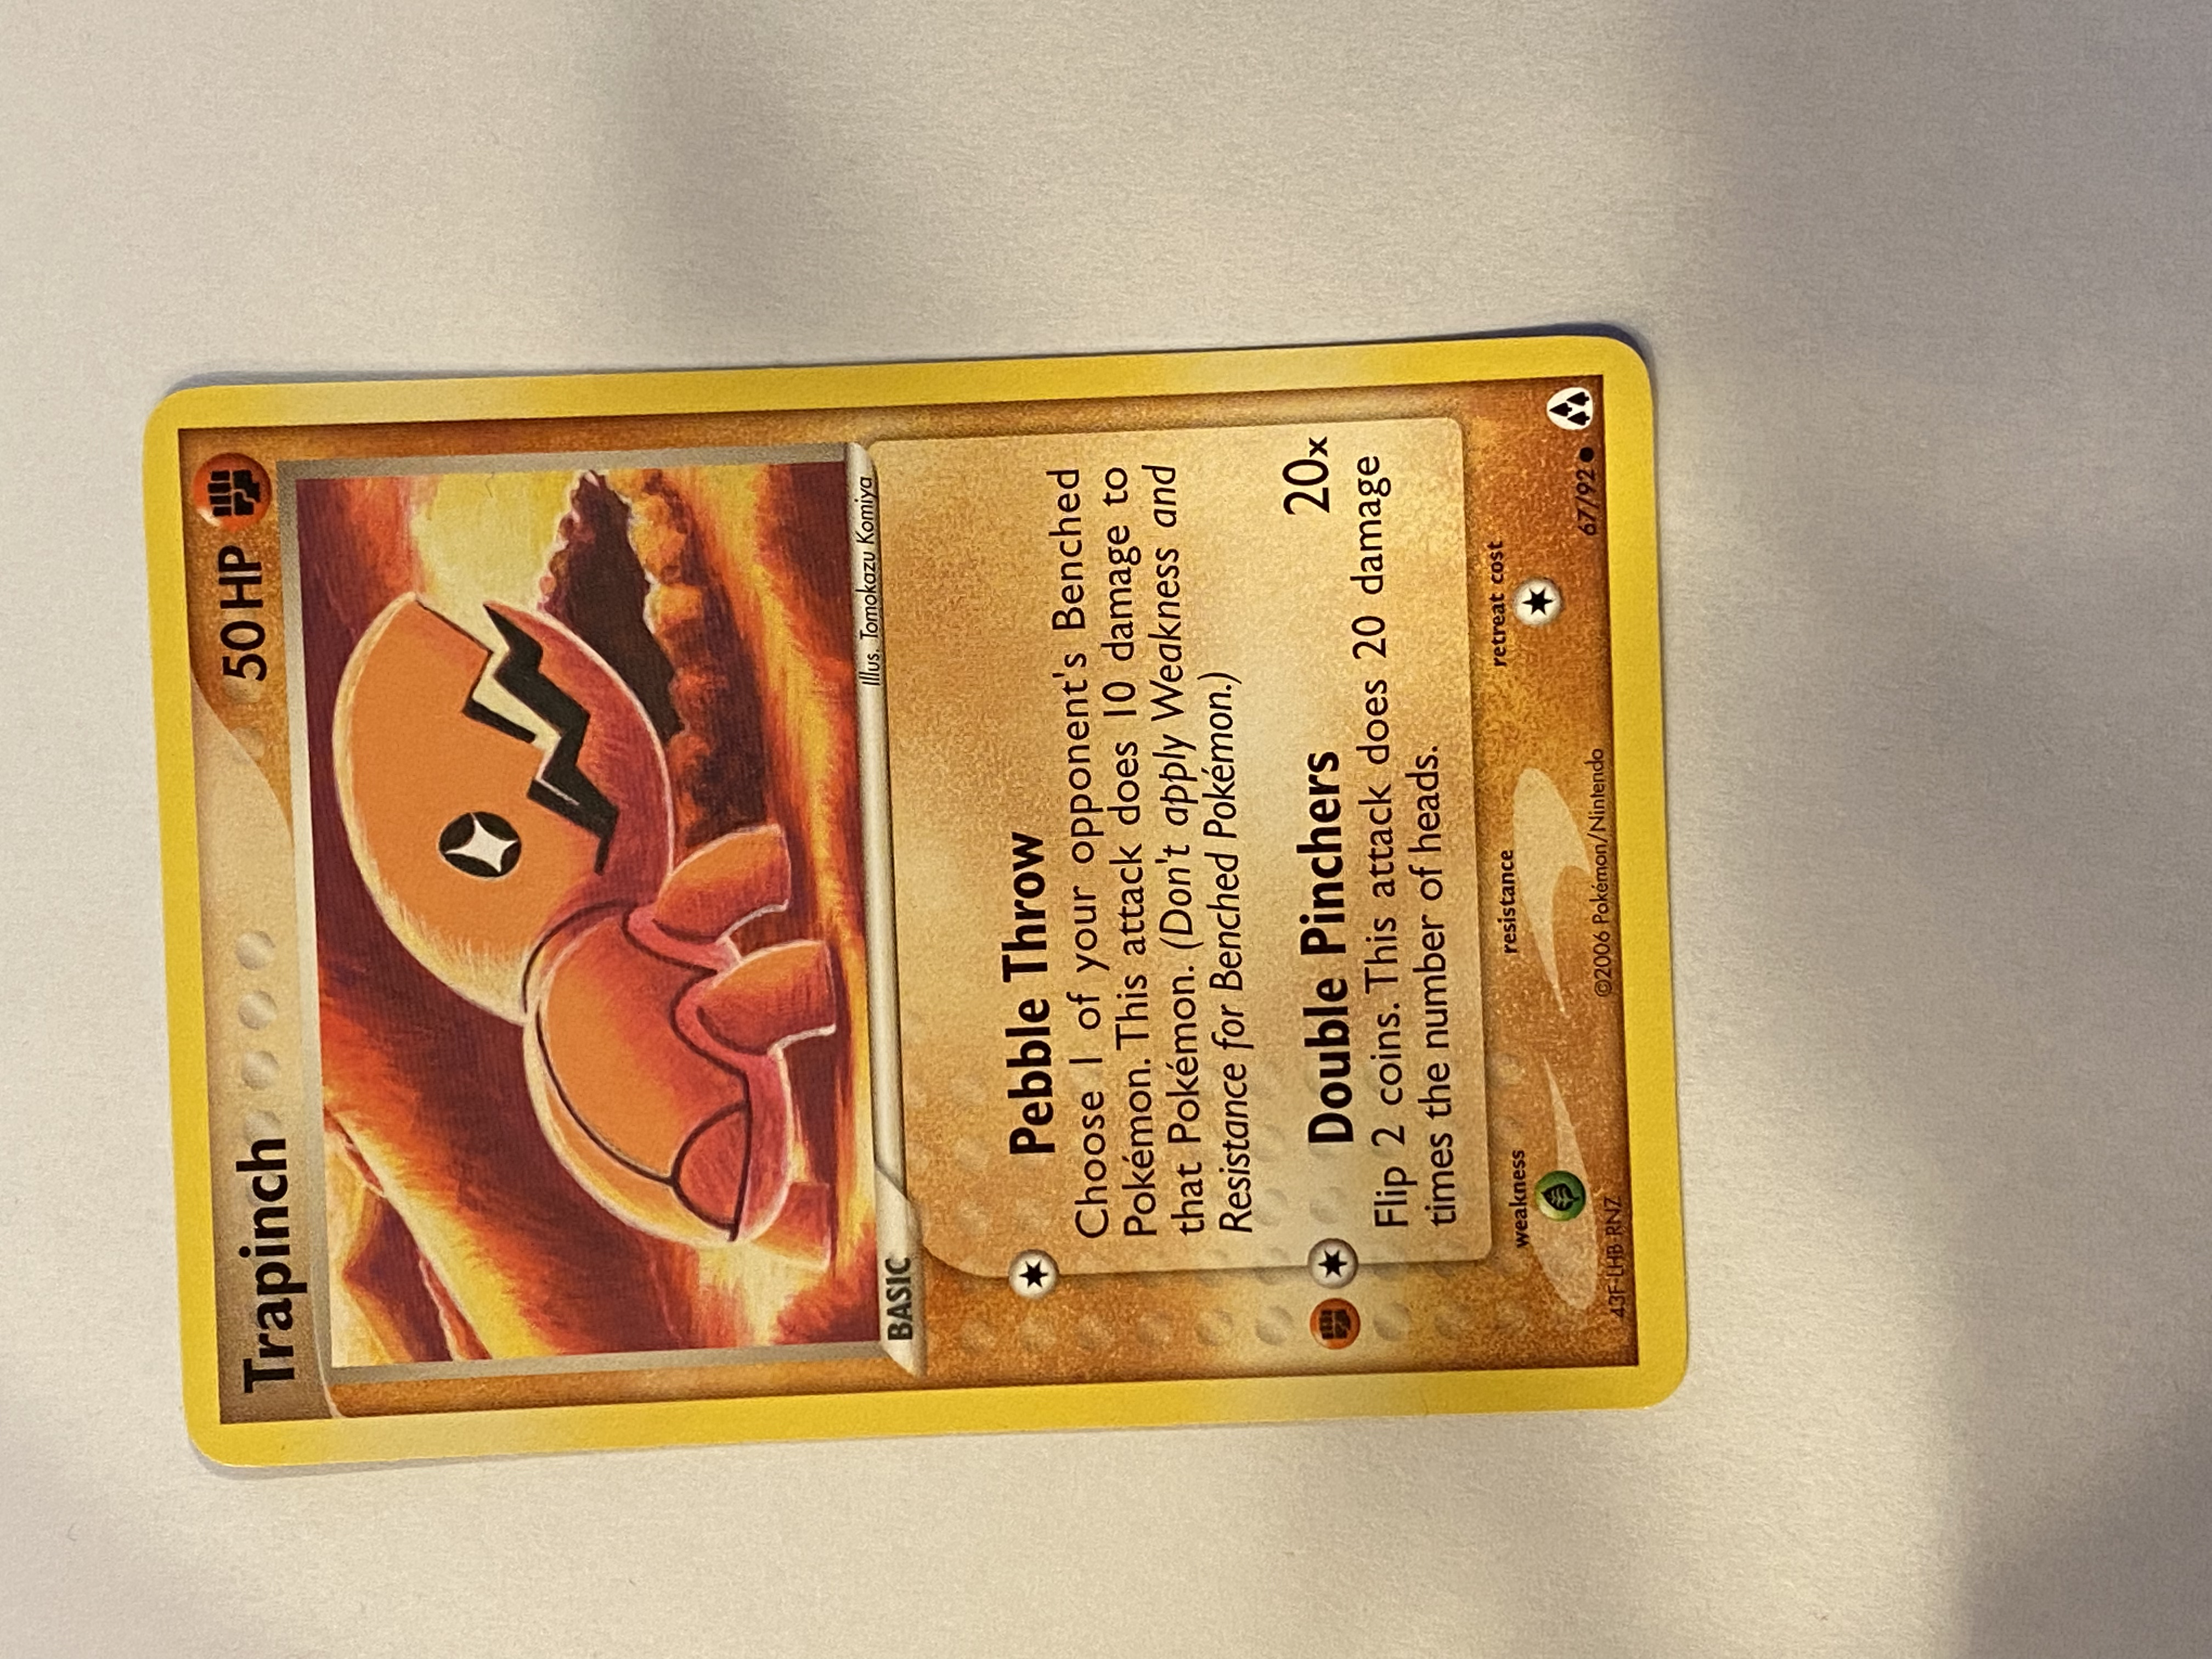 Trapinch 50 HP
Illus. Tomokazu Komiya
BASIC
Pebble Throw
Choose 1 of your opponent's Benched
Pokémon. This attack does 10 damage to
that Pokémon. (Don't apply Weakness and
Resistance for Benched Pokémon.)
Double Pinchers 20x
Flip 2 coins. This attack does 20 damage
times the number of heads.
weakness resistance retreat cost
43F-LHB-RNZ ©2006 Pokémon/Nintendo 67/92